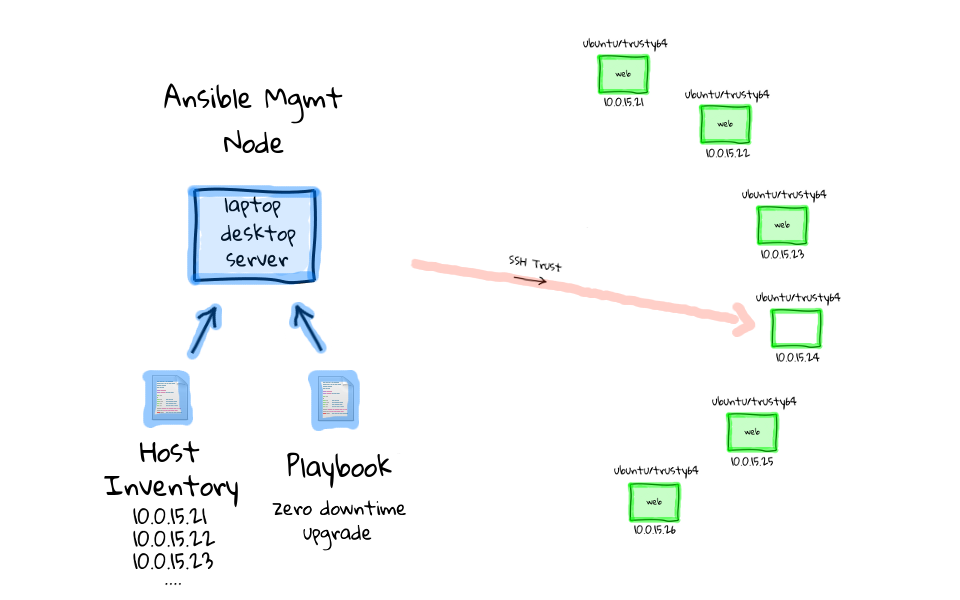 Ansible Mgmt
Node
laptop
desktop
server
Host
Inventory
10.0.15.21
10.0.15.22
10.0.15.23
....
Playbook
zero downtime
upgrade
SSH Trust
ubuntu/trusty64
web
10.0.15.21
ubuntu/trusty64
web
10.0.15.22
ubuntu/trusty64
web
10.0.15.23
ubuntu/trusty64
10.0.15.24
ubuntu/trusty64
web
10.0.15.25
ubuntu/trusty64
web
10.0.15.26